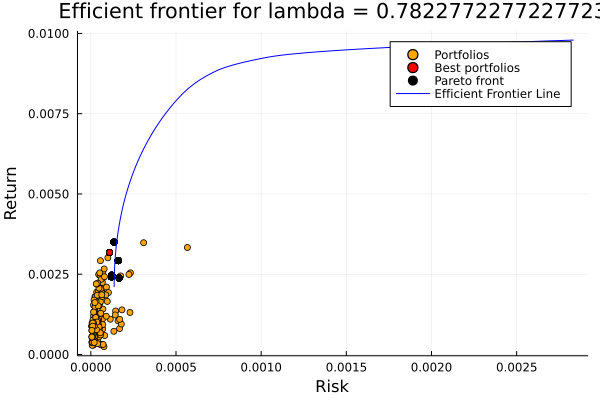 Efficient frontier for lambda = 0.7822772277227723
0.0100
0.0075
0.0050
0.0025
0.0000
Return
Portfolios
Best portfolios
Pareto front
Efficient Frontier Line
0.0000 0.0005 0.0010 0.0015 0.0020 0.0025
Risk